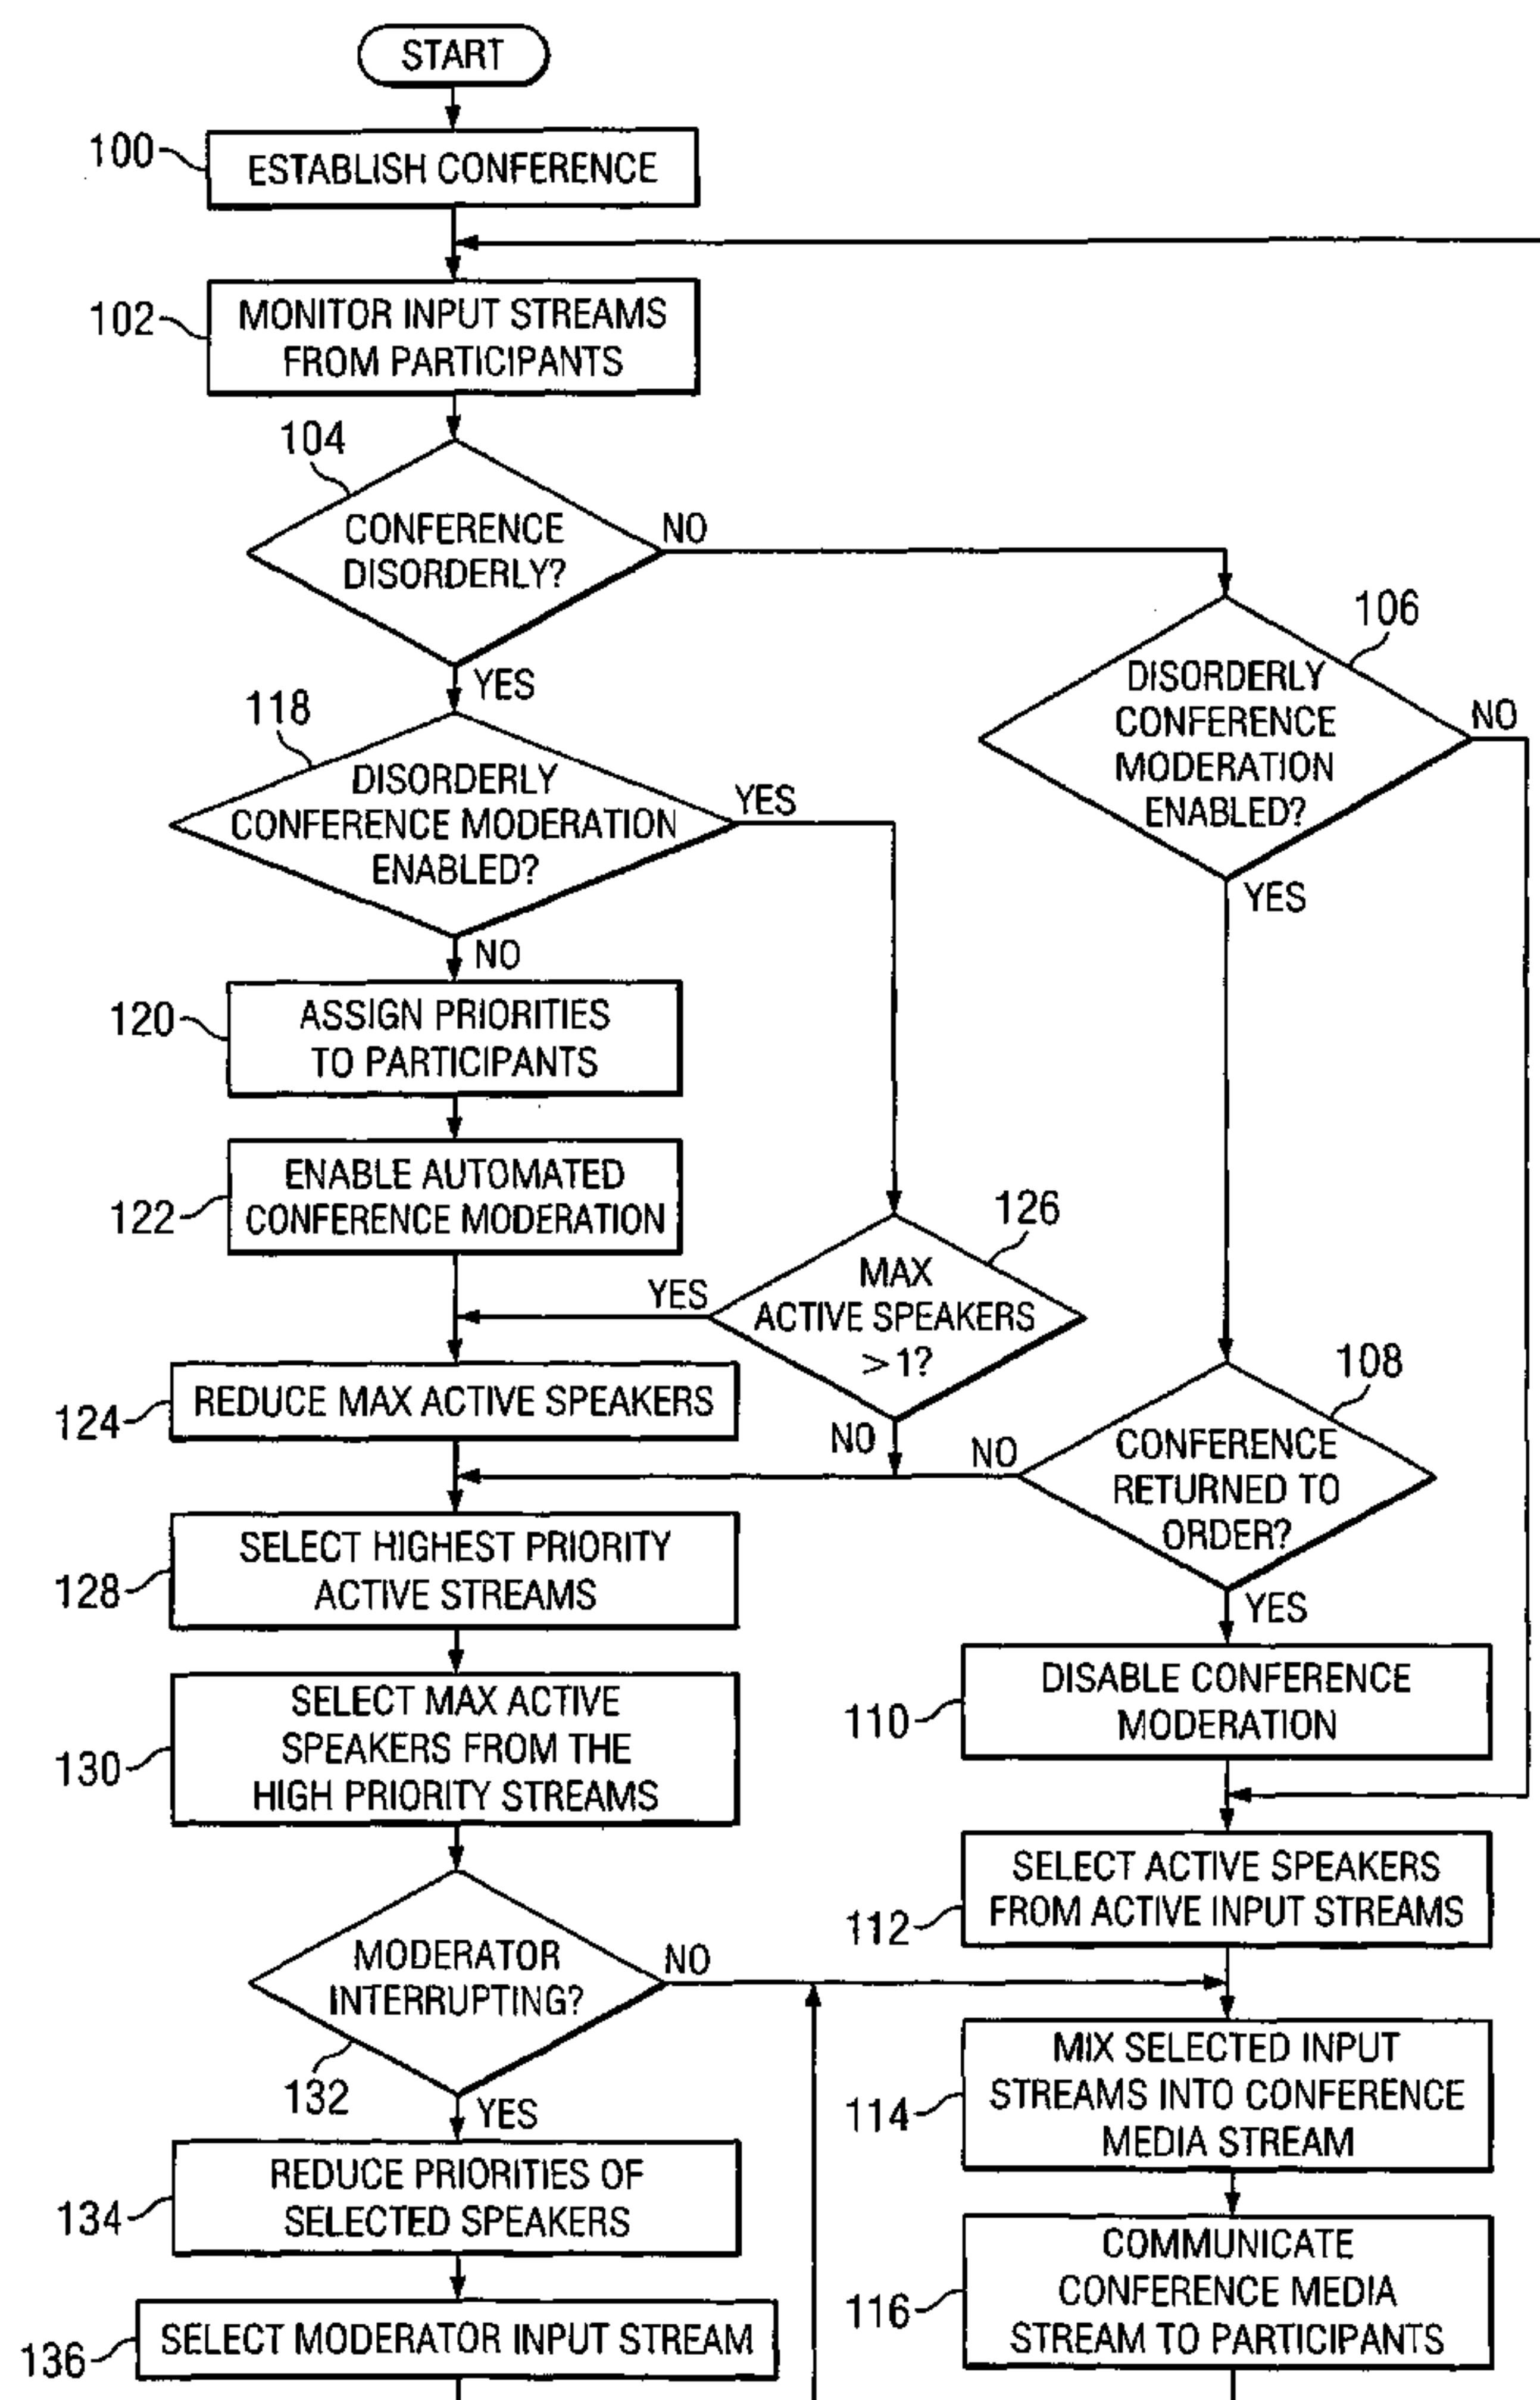 START
100
ESTABLISH CONFERENCE
102
MONITOR INPUT STREAMS
FROM PARTICIPANTS
104
CONFERENCE
DISORDERLY?
NO
YES
106
DISORDERLY
CONFERENCE
MODERATION
ENABLED?
NO
YES
118
DISORDERLY
CONFERENCE MODERATION
ENABLED?
YES
NO
120
ASSIGN PRIORITIES
TO PARTICIPANTS
122
ENABLE AUTOMATED
CONFERENCE MODERATION
126
MAX
ACTIVE SPEAKERS
> 1?
YES
NO
108
CONFERENCE
RETURNED TO
ORDER?
NO
YES
124
REDUCE MAX ACTIVE SPEAKERS
128
SELECT HIGHEST PRIORITY
ACTIVE STREAMS
130
SELECT MAX ACTIVE
SPEAKERS FROM THE
HIGH PRIORITY STREAMS
110
DISABLE CONFERENCE
MODERATION
112
SELECT ACTIVE SPEAKERS
FROM ACTIVE INPUT STREAMS
MODERATOR
INTERRUPTING?
NO
132
YES
114
MIX SELECTED INPUT
STREAMS INTO CONFERENCE
MEDIA STREAM
134
REDUCE PRIORITIES OF
SELECTED SPEAKERS
116
COMMUNICATE
CONFERENCE MEDIA
STREAM TO PARTICIPANTS
136
SELECT MODERATOR INPUT STREAM